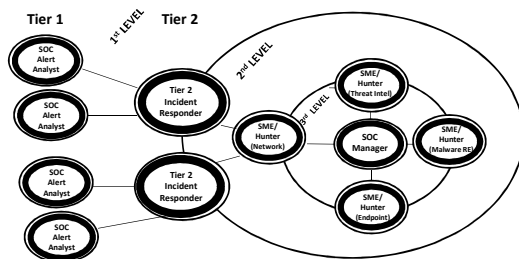 Tier 1
Tier 2
1st LEVEL
2nd LEVEL
3rd LEVEL
SOC
Alert
Analyst
SOC
Alert
Analyst
SOC
Alert
Analyst
SOC
Alert
Analyst
Tier 2
Incident
Responder
Tier 2
Incident
Responder
SME/
Hunter
(Network)
SME/
Hunter
(Threat Intel)
SOC
Manager
SME/
Hunter
(Malware RE)
SME/
Hunter
(Endpoint)